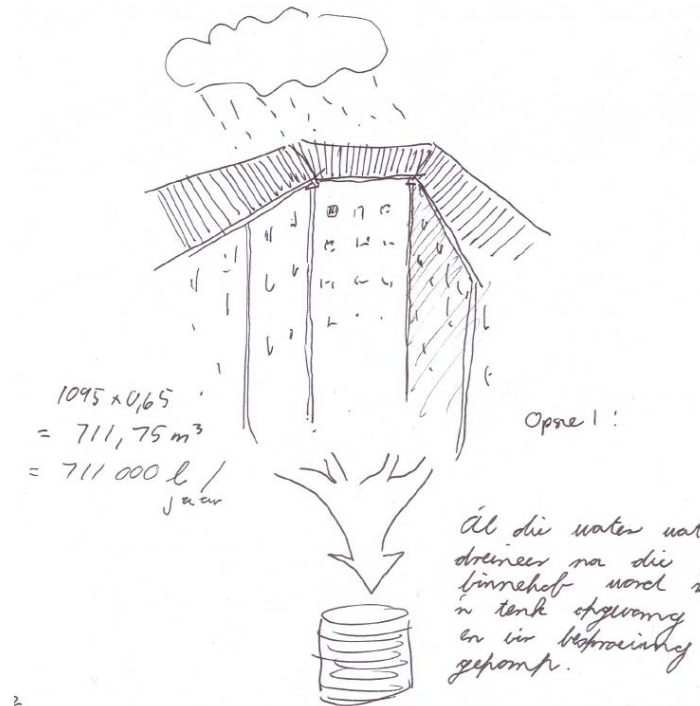 1095 x 0,65
= 711,75 m³
= 711 000 l /
jaar
Opsie 1:
Al die water wat
dreineer na die
binnehof word
'n tenk opgevang
en vir besproeiing
gepomp.